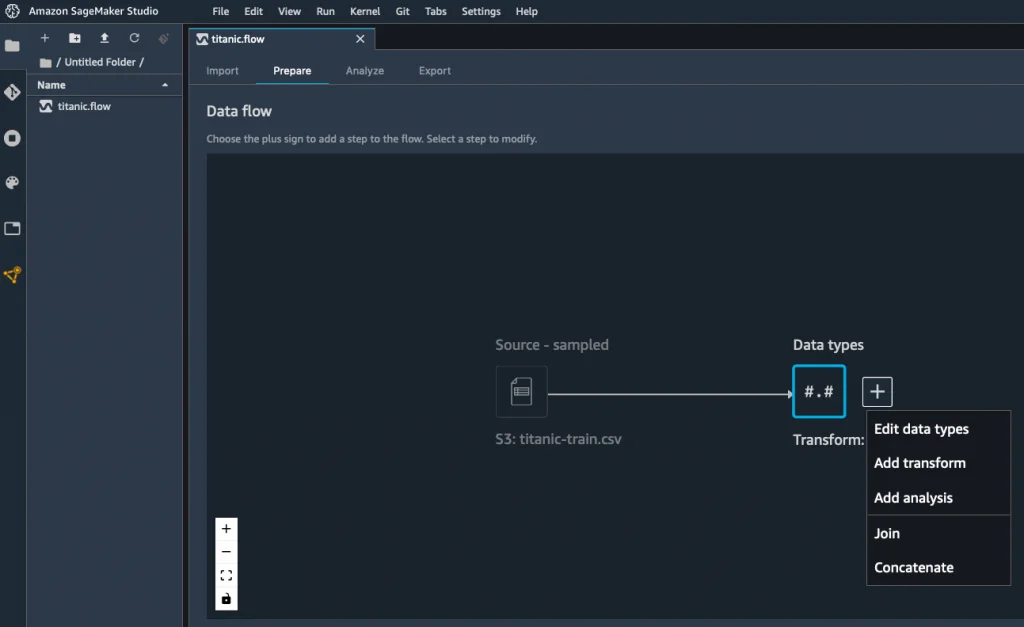 Amazon SageMaker Studio File Edit View Run Kernel Git Tabs Settings Help
titanic.flow
/ Untitled Folder /
Name
titanic.flow
Import Prepare Analyze Export
Data flow
Choose the plus sign to add a step to the flow. Select a step to modify.
Source - sampled
S3: titanic-train.csv
Data types
#.#
Transform:
Edit data types
Add transform
Add analysis
Join
Concatenate